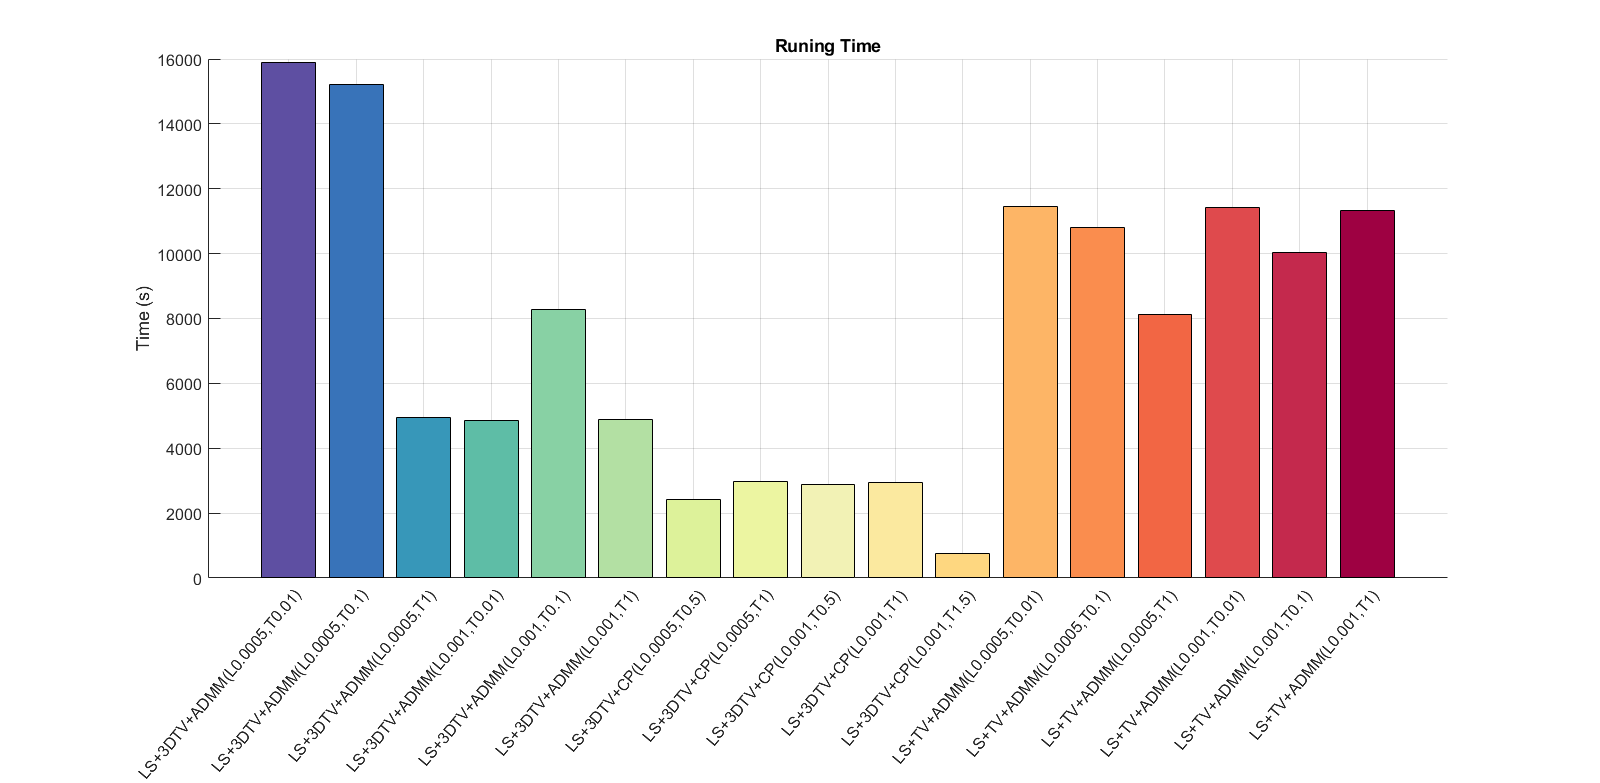 Runing Time
16000
14000
12000
10000
8000
6000
4000
2000
0
Time (s)
LS+3DTV+ADMM(L0.0005,T0.01)
LS+3DTV+ADMM(L0.0005,T0.1)
LS+3DTV+ADMM(L0.0005,T1)
LS+3DTV+ADMM(L0.001,T0.01)
LS+3DTV+ADMM(L0.001,T0.1)
LS+3DTV+ADMM(L0.001,T1)
LS+3DTV+CP(L0.0005,T0.5)
LS+3DTV+CP(L0.0005,T1)
LS+3DTV+CP(L0.001,T0.5)
LS+3DTV+CP(L0.001,T1)
LS+3DTV+CP(L0.001,T1.5)
LS+TV+ADMM(L0.0005,T0.01)
LS+TV+ADMM(L0.0005,T0.1)
LS+TV+ADMM(L0.0005,T1)
LS+TV+ADMM(L0.001,T0.01)
LS+TV+ADMM(L0.001,T0.1)
LS+TV+ADMM(L0.001,T1)